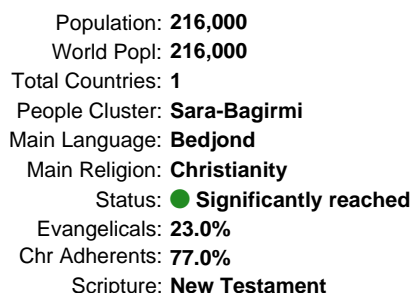 Population: 216,000
World Popl: 216,000
Total Countries: 1
People Cluster: Sara-Bagirmi
Main Language: Bedjond
Main Religion: Christianity
Status: Significantly reached
Evangelicals: 23.0%
Chr Adherents: 77.0%
Scripture: New Testament